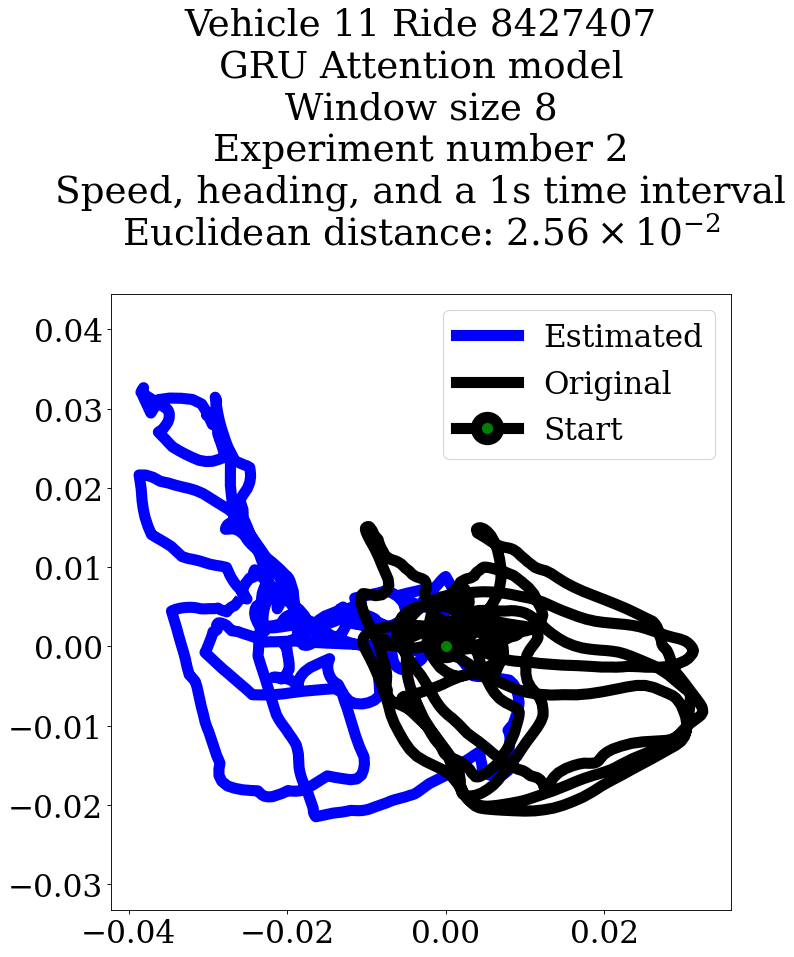 Vehicle 11 Ride 8427407
GRU Attention model
Window size 8
Experiment number 2
Speed, heading, and a 1s time interval
Euclidean distance: 2.56 × 10⁻²
Estimated
Original
Start
0.04
0.03
0.02
0.01
0.00
−0.01
−0.02
−0.03
−0.04
−0.02
0.00
0.02